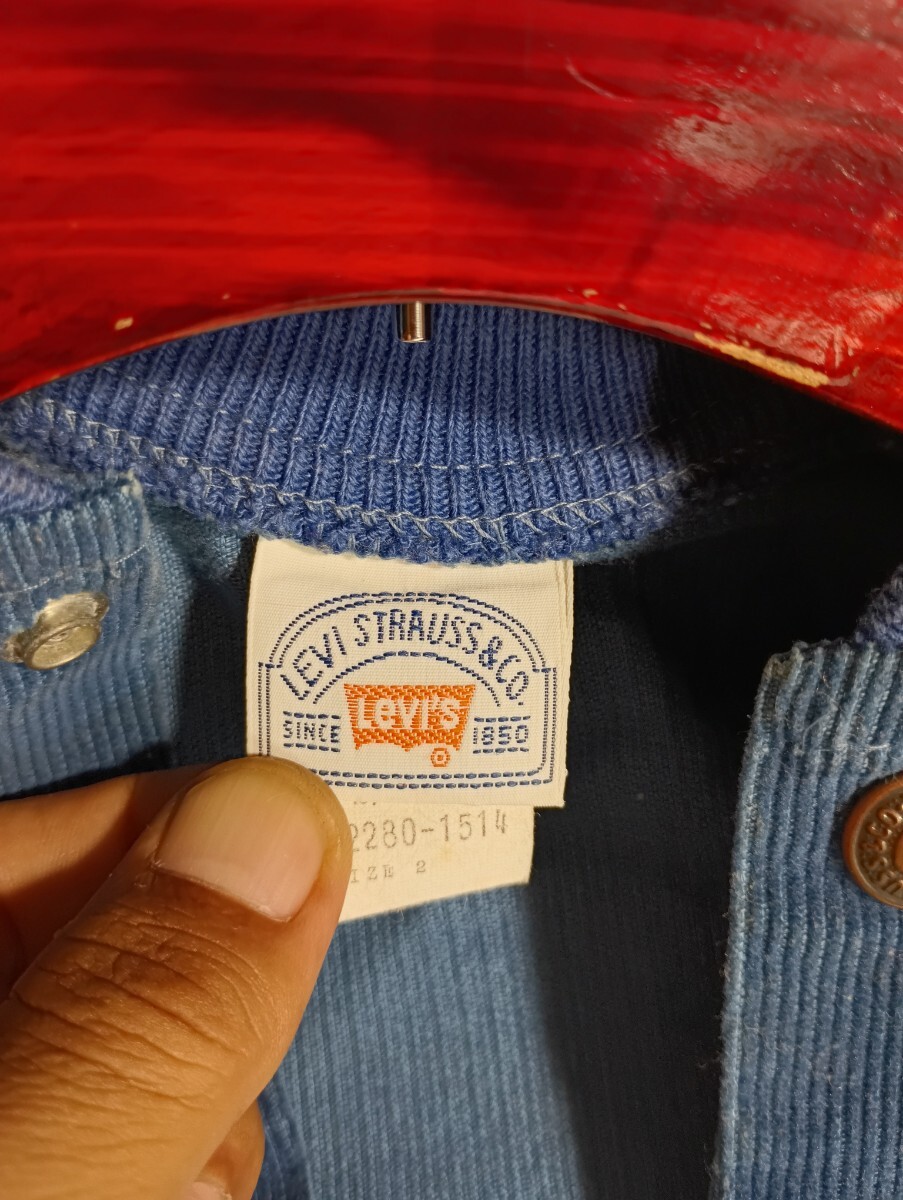 LEVI STRAUSS & CO.
SINCE
LEVI'S
1850
2280-1514
IZE 2